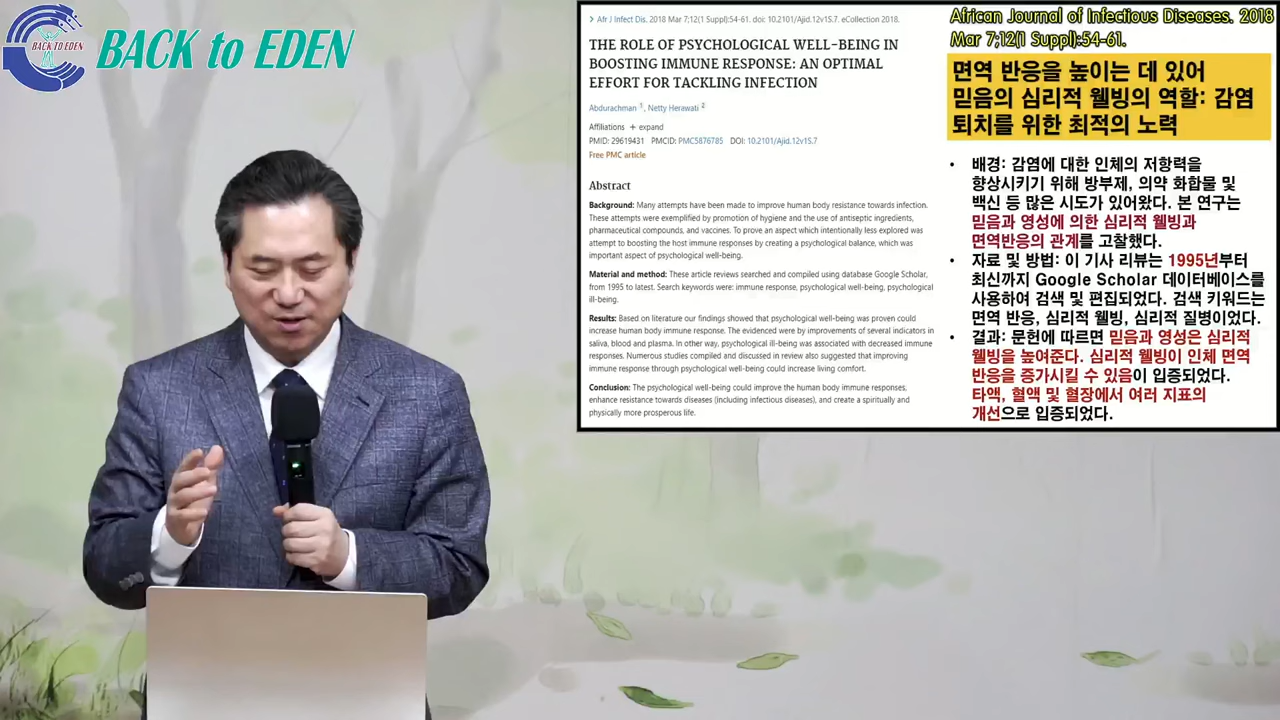 BACK TO EDEN
BACK to EDEN
Afr J Infect Dis. 2018 Mar 7;12(1 Suppl):54-61. doi: 10.2101/Ajid.12v1S.7. eCollection 2018.
THE ROLE OF PSYCHOLOGICAL WELL-BEING IN
BOOSTING IMMUNE RESPONSE: AN OPTIMAL
EFFORT FOR TACKLING INFECTION
Abdurachman 1, Netty Herawati 2
Affiliations + expand
PMID: 29619431 PMCID: PMC5876785 DOI: 10.2101/Ajid.12v1S.7
Free PMC article
Abstract
Background: Many attempts have been made to improve human body resistance towards infection.
These attempts were exemplified by promotion of hygiene and the use of antiseptic ingredients,
pharmaceutical compounds, and vaccines. To prove an aspect which intentionally less explored was
attempt to boosting the host immune responses by creating a psychological balance, which was
important aspect of psychological well-being.
Material and method: These article reviews searched and compiled using database Google Scholar,
from 1995 to latest. Search keywords were: immune response, psychological well-being, psychological
ill-being.
Results: Based on literature our findings showed that psychological well-being was proven could
increase human body immune response. The evidenced were by improvements of several indicators in
saliva, blood and plasma. In other way, psychological ill-being was associated with decreased immune
responses. Numerous studies compiled and discussed in review also suggested that improving
immune response through psychological well-being could increase living comfort.
Conclusion: The psychological well-being could improve the human body immune responses,
enhance resistance towards diseases (including infectious diseases), and create a spiritually and
physically more prosperous life.
African Journal of Infectious Diseases. 2018
Mar 7;12(1 Suppl):54-61.
면역 반응을 높이는 데 있어
믿음의 심리적 웰빙의 역할: 감염
퇴치를 위한 최적의 노력
• 배경: 감염에 대한 인체의 저항력을
향상시키기 위해 방부제, 의약 화합물 및
백신 등 많은 시도가 있어왔다. 본 연구는
믿음과 영성에 의한 심리적 웰빙과
면역반응의 관계를 고찰했다.
• 자료 및 방법: 이 기사 리뷰는 1995년부터
최신까지 Google Scholar 데이터베이스를
사용하여 검색 및 편집되었다. 검색 키워드는
면역 반응, 심리적 웰빙, 심리적 질병이었다.
• 결과: 문헌에 따르면 믿음과 영성은 심리적
웰빙을 높여준다. 심리적 웰빙이 인체 면역
반응을 증가시킬 수 있음이 입증되었다.
타액, 혈액 및 혈장에서 여러 지표의
개선으로 입증되었다.